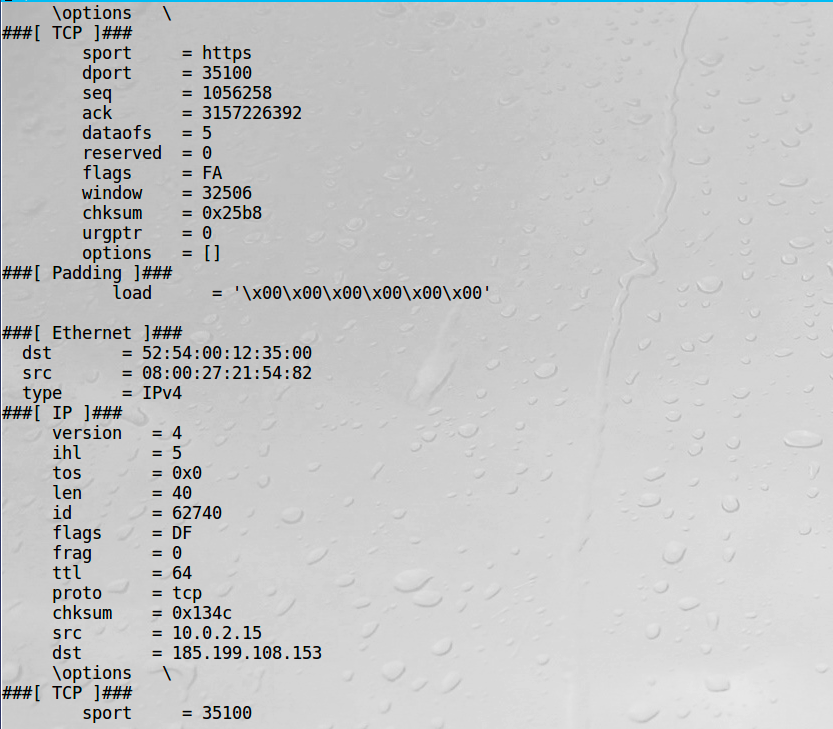 \options   \
###[ TCP ]###
sport     = https
dport     = 35100
seq       = 1056258
ack       = 3157226392
dataofs   = 5
reserved  = 0
flags     = FA
window    = 32506
chksum    = 0x25b8
urgptr    = 0
options   = []
###[ Padding ]###
load      = '\x00\x00\x00\x00\x00\x00'
###[ Ethernet ]###
dst       = 52:54:00:12:35:00
src       = 08:00:27:21:54:82
type      = IPv4
###[ IP ]###
version   = 4
ihl       = 5
tos       = 0x0
len       = 40
id        = 62740
flags     = DF
frag      = 0
ttl       = 64
proto     = tcp
chksum    = 0x134c
src       = 10.0.2.15
dst       = 185.199.108.153
\options   \
###[ TCP ]###
sport     = 35100